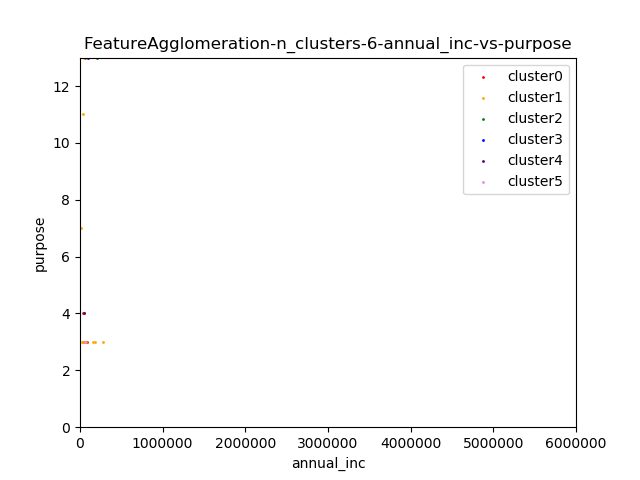 FeatureAgglomeration-n_clusters-6-annual_inc-vs-purpose
cluster0
cluster1
cluster2
cluster3
cluster4
cluster5
purpose
12
10
8
6
4
2
0
0 1000000 2000000 3000000 4000000 5000000 6000000
annual_inc